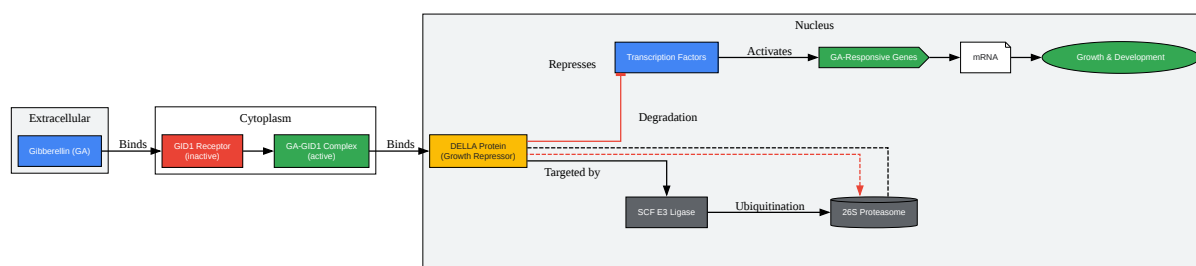 Nucleus
Transcription Factors
Activates
GA-Responsive Genes
mRNA
Growth & Development
Represses
Extracellular
Cytoplasm
Degradation
Gibberellin (GA)
Binds
GID1 Receptor
(inactive)
GA-GID1 Complex
(active)
Binds
DELLA Protein
(Growth Repressor)
Targeted by
SCF E3 Ligase
Ubiquitination
26S Proteasome